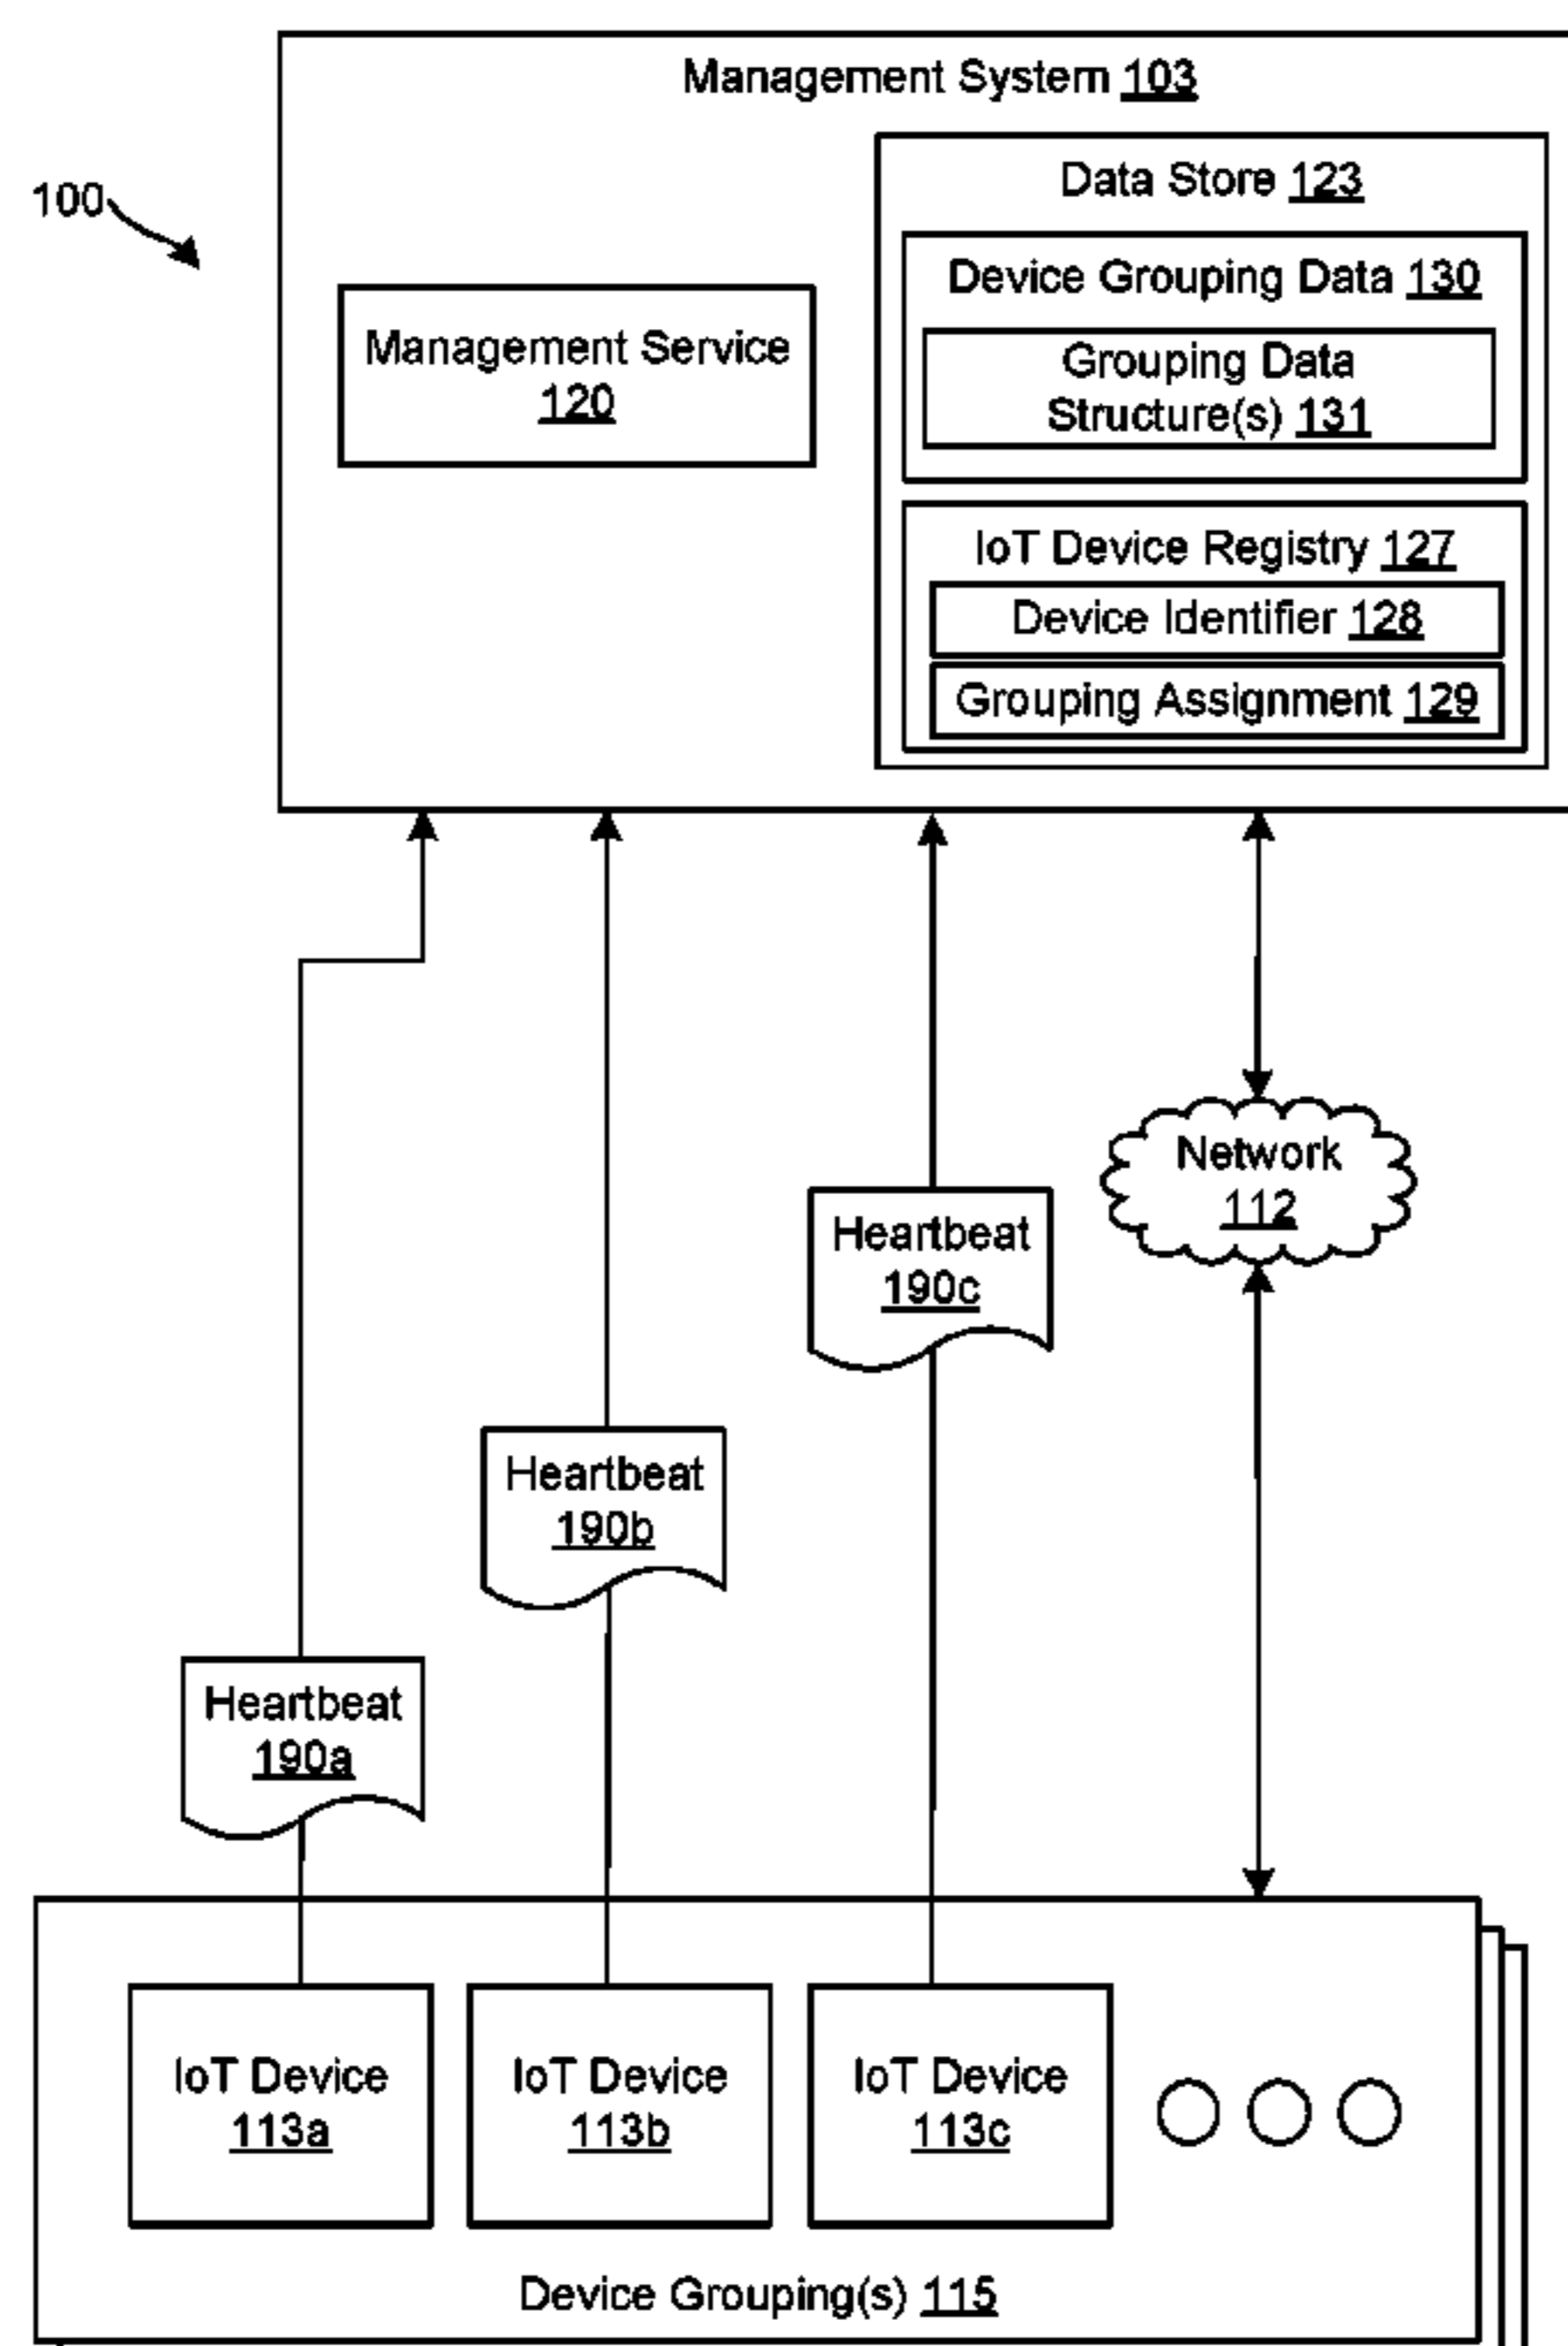 Management System 103
100
Data Store 123
Device Grouping Data 130
Management Service
120
Grouping Data
Structure(s) 131
IoT Device Registry 127
Device Identifier 128
Grouping Assignment 129
Network
112
Heartbeat
190c
Heartbeat
190b
Heartbeat
190a
IoT Device
113a
IoT Device
113b
IoT Device
113c
Device Grouping(s) 115